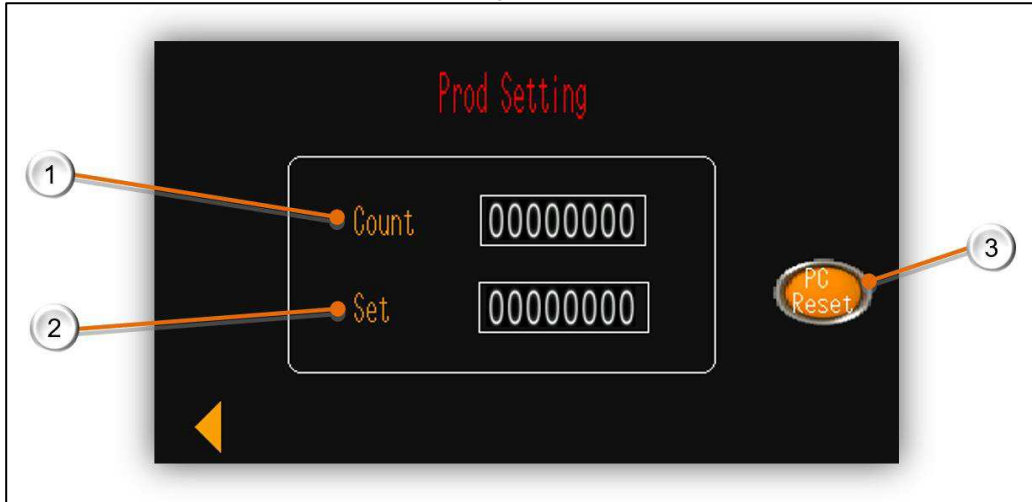 Prod Setting
1
Count 00000000
3
PC
Reset
2
Set 00000000